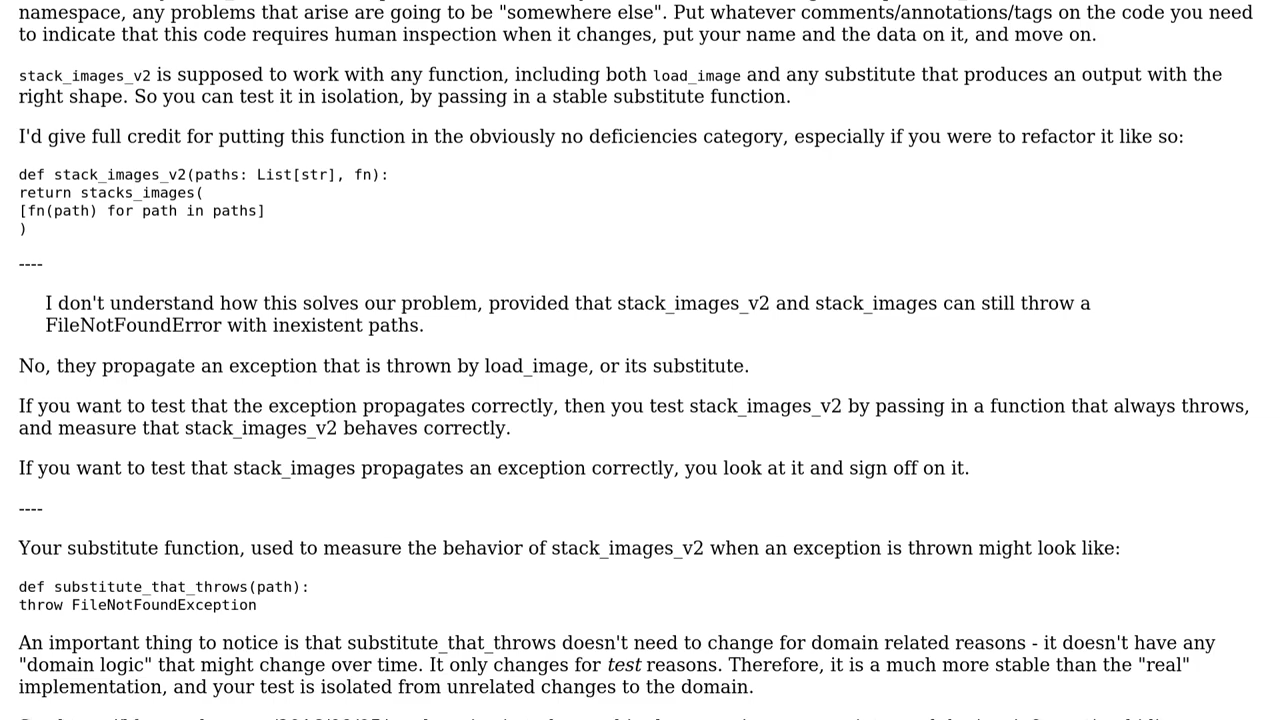 namespace, any problems that arise are going to be "somewhere else". Put whatever comments/annotations/tags on the code you need
to indicate that this code requires human inspection when it changes, put your name and the data on it, and move on.
stack_images_v2 is supposed to work with any function, including both load_image and any substitute that produces an output with the
right shape. So you can test it in isolation, by passing in a stable substitute function.
I'd give full credit for putting this function in the obviously no deficiencies category, especially if you were to refactor it like so:
def stack_images_v2(paths: List[str], fn):
return stacks_images(
[fn(path) for path in paths]
)
----
I don't understand how this solves our problem, provided that stack_images_v2 and stack_images can still throw a
FileNotFoundError with inexistent paths.
No, they propagate an exception that is thrown by load_image, or its substitute.
If you want to test that the exception propagates correctly, then you test stack_images_v2 by passing in a function that always throws,
and measure that stack_images_v2 behaves correctly.
If you want to test that stack_images propagates an exception correctly, you look at it and sign off on it.
----
Your substitute function, used to measure the behavior of stack_images_v2 when an exception is thrown might look like:
def substitute_that_throws(path):
throw FileNotFoundException
An important thing to notice is that substitute_that_throws doesn't need to change for domain related reasons - it doesn't have any
"domain logic" that might change over time. It only changes for test reasons. Therefore, it is a much more stable than the "real"
implementation, and your test is isolated from unrelated changes to the domain.